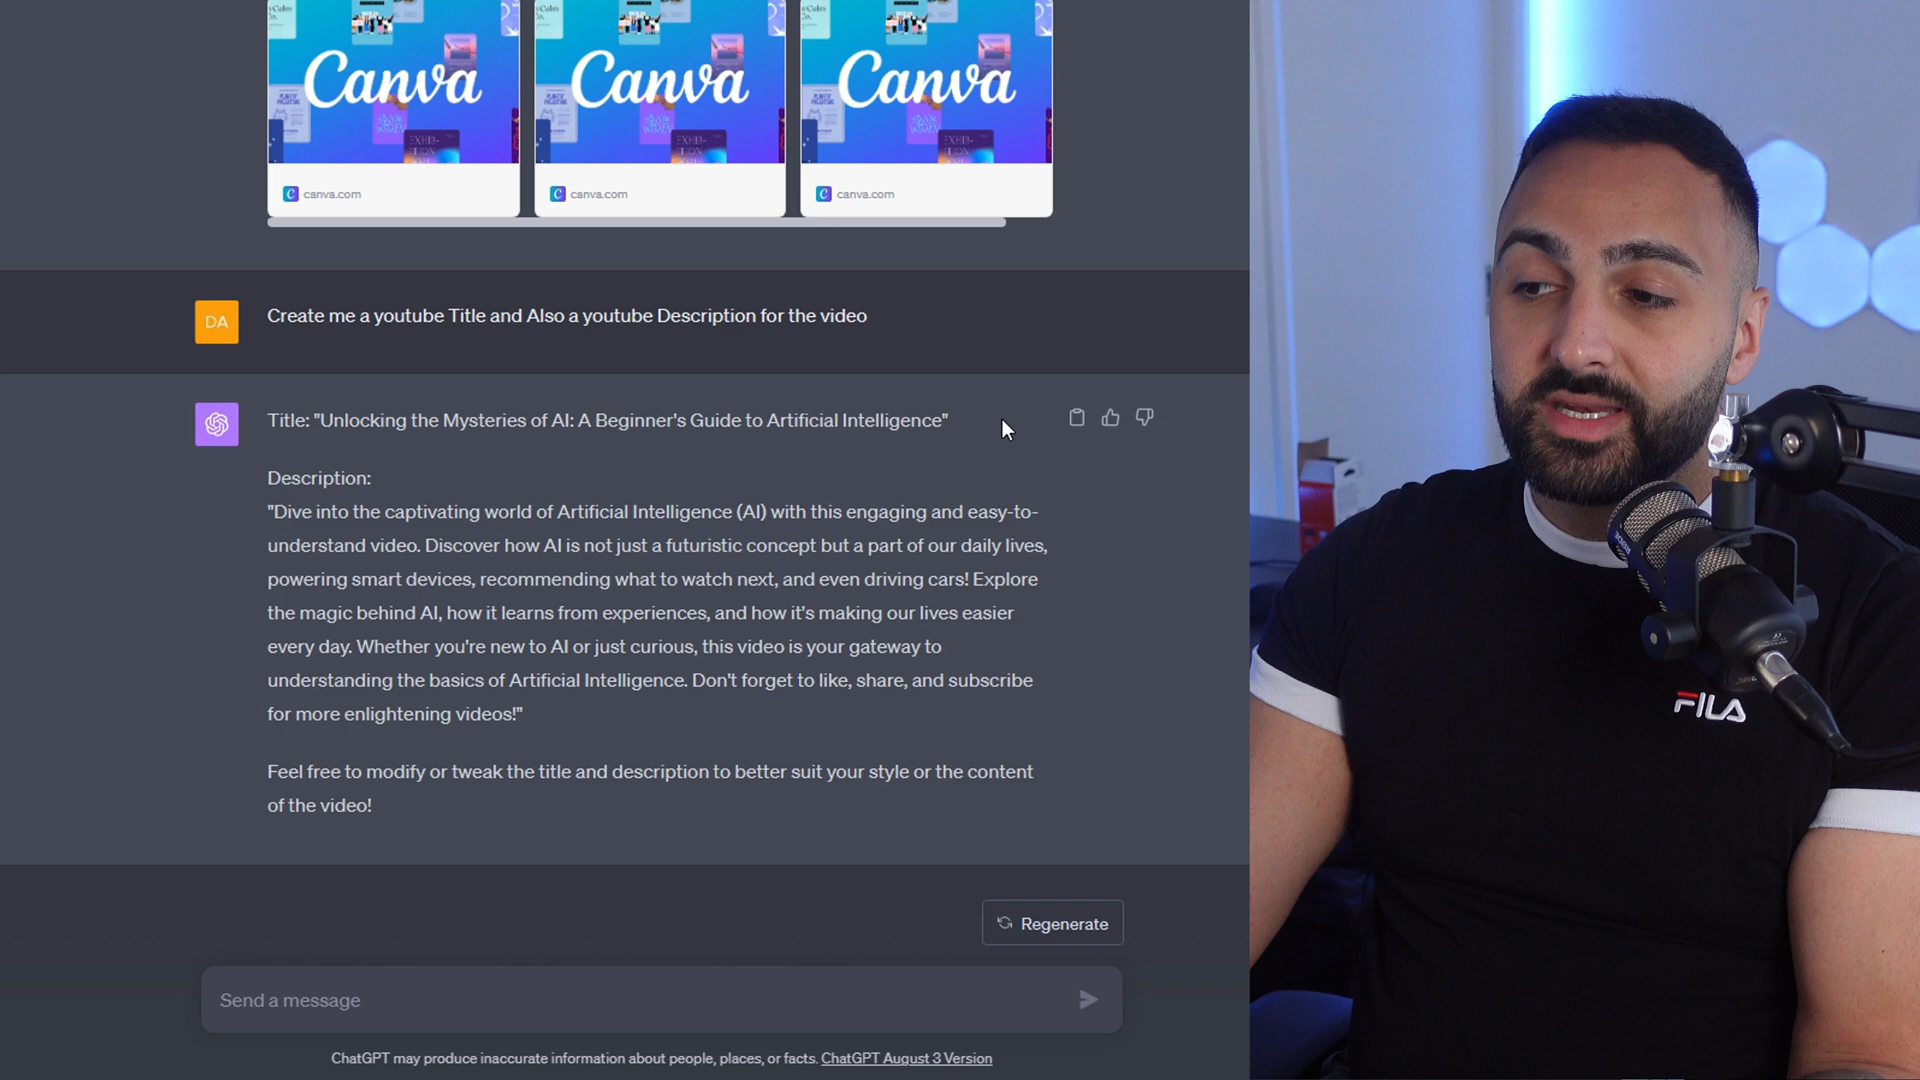 Canva Canva Canva
canva.com canva.com canva.com
DA
Create me a youtube Title and Also a youtube Description for the video
Title: "Unlocking the Mysteries of AI: A Beginner's Guide to Artificial Intelligence"
Description:
"Dive into the captivating world of Artificial Intelligence (AI) with this engaging and easy-to-
understand video. Discover how AI is not just a futuristic concept but a part of our daily lives,
powering smart devices, recommending what to watch next, and even driving cars! Explore
the magic behind AI, how it learns from experiences, and how it's making our lives easier
every day. Whether you're new to AI or just curious, this video is your gateway to
understanding the basics of Artificial Intelligence. Don't forget to like, share, and subscribe
for more enlightening videos!"
Feel free to modify or tweak the title and description to better suit your style or the content
of the video!
Regenerate
Send a message
ChatGPT may produce inaccurate information about people, places, or facts. ChatGPT August 3 Version
RODE
FILA